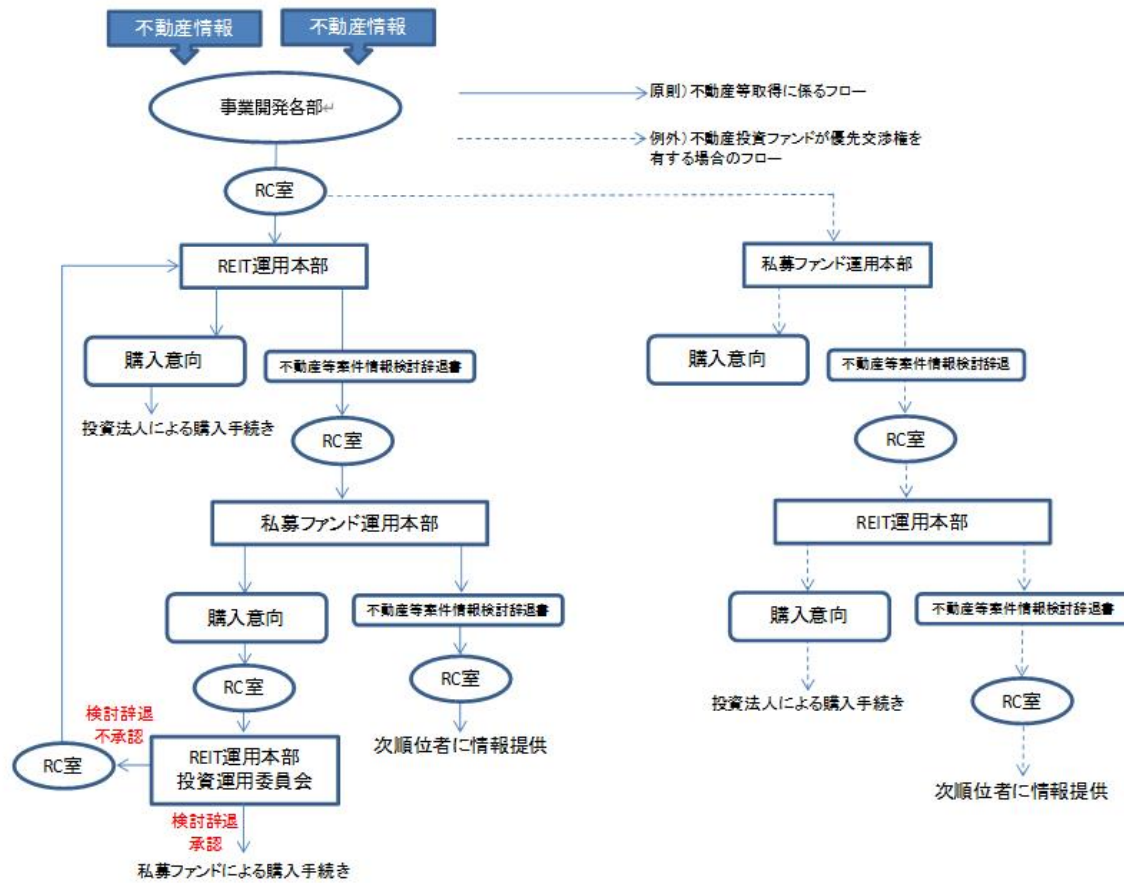 不動産情報
不動産情報
事業開発各部↵
原則）不動産等取得に係るフロー
例外）不動産投資ファンドが優先交渉権を
有する場合のフロー
RC室
REIT運用本部
私募ファンド運用本部
購入意向
不動産等案件情報検討辞退書
購入意向
不動産等案件情報検討辞退
投資法人による購入手続き
RC室
RC室
私募ファンド運用本部
REIT運用本部
購入意向
不動産等案件情報検討辞退書
購入意向
不動産等案件情報検討辞退書
RC室
RC室
投資法人による購入手続き
RC室
検討辞退
不承認
次順位者に情報提供
RC室
REIT運用本部
投資運用委員会
次順位者に情報提供
検討辞退
承認
私募ファンドによる購入手続き